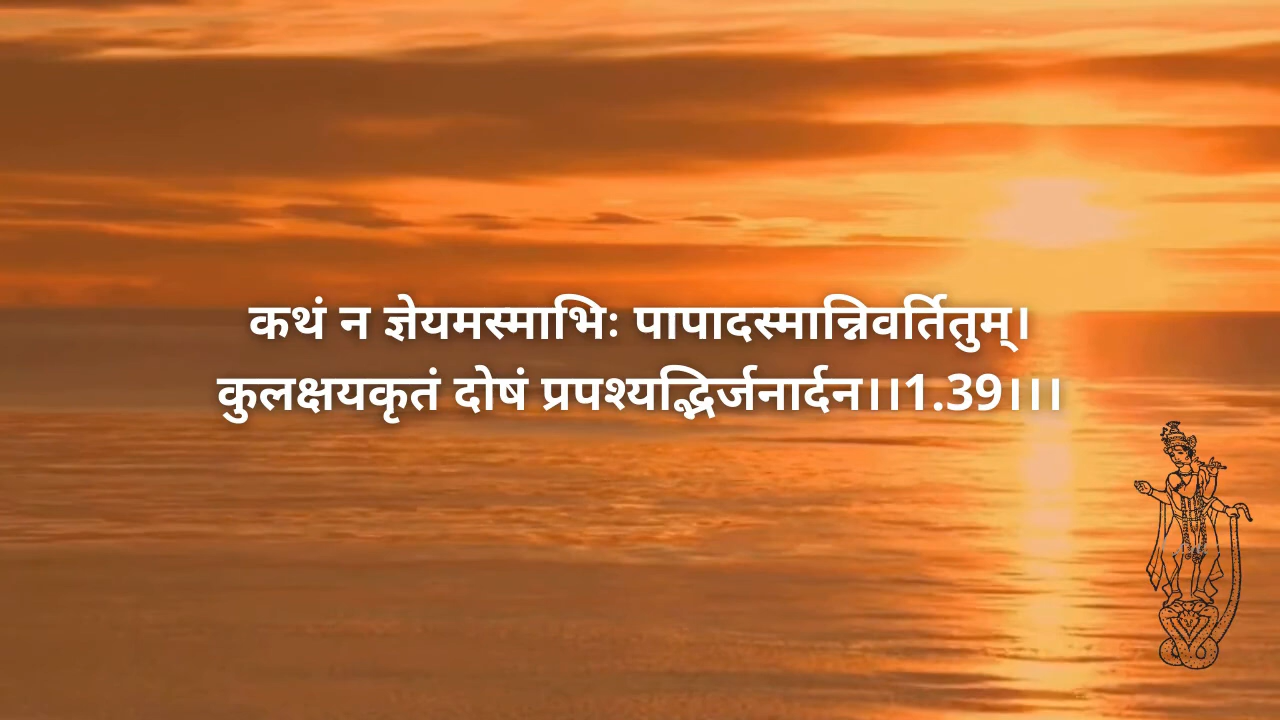 कथं न ज्ञेयमस्माभिः पापादस्मान्निवर्तितुम्।
कुलक्षयकृतं दोषं प्रपश्यद्भिर्जनार्दन।।1.39।।।